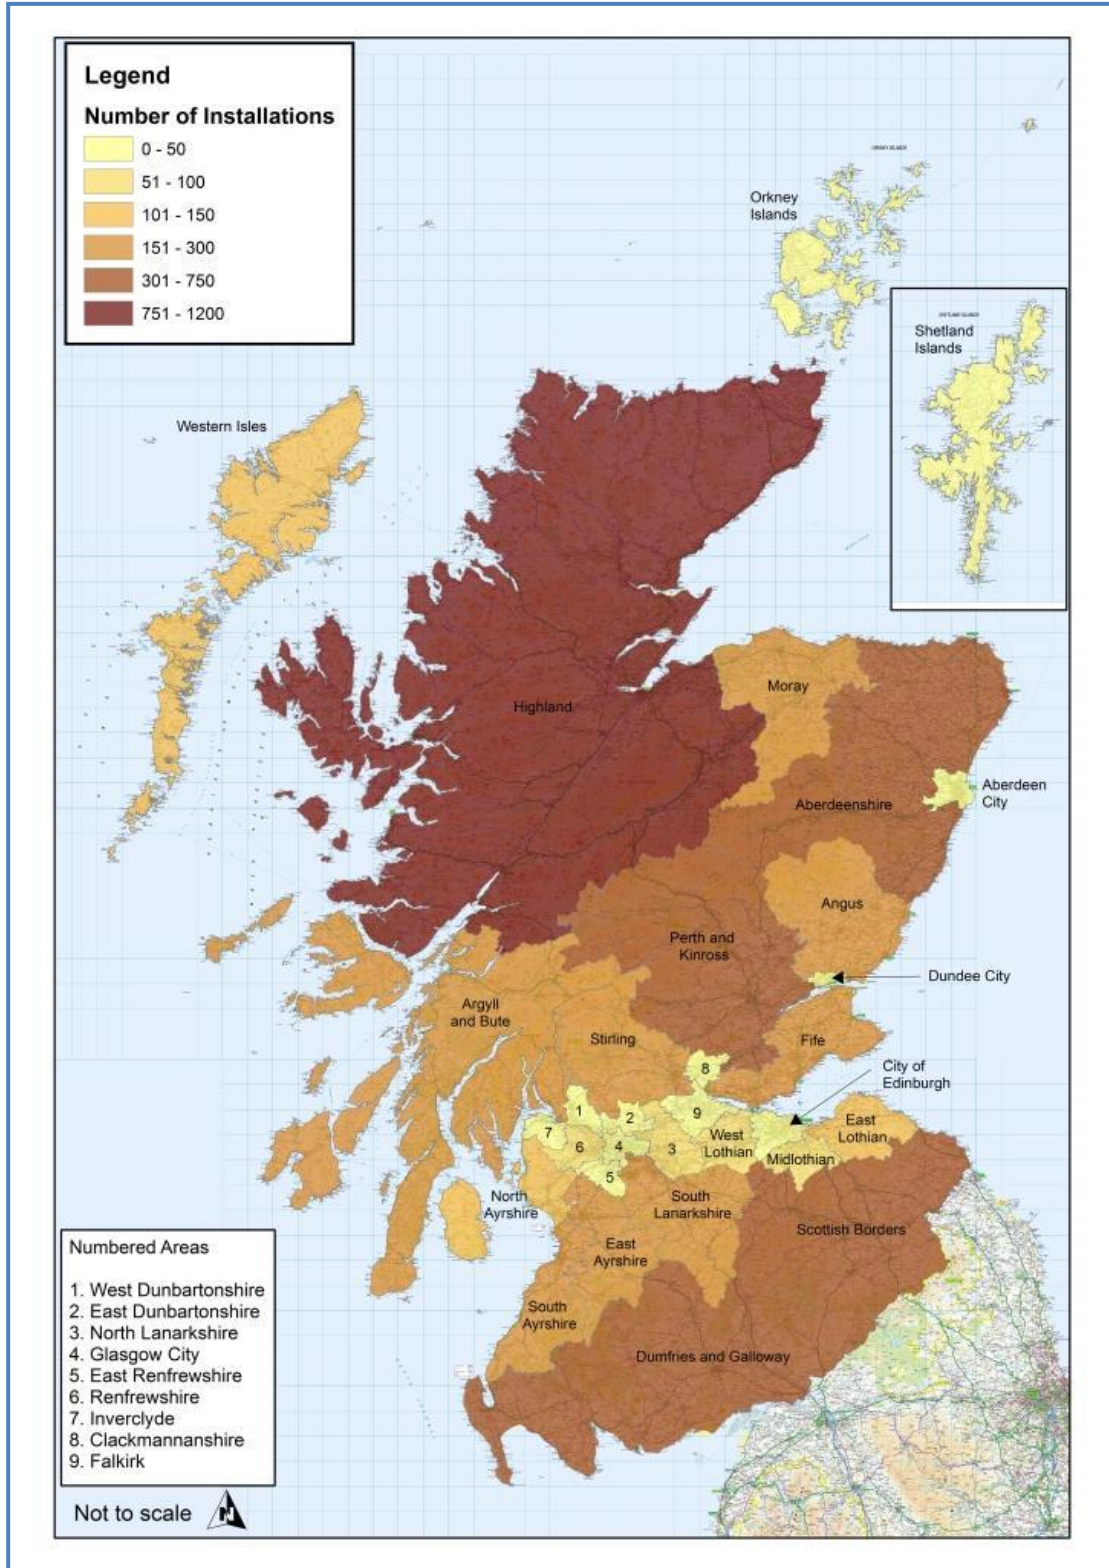 Legend
Number of Installations
0 - 50
51 - 100
101 - 150
151 - 300
301 - 750
751 - 1200
ORKNEY ISLANDS
Orkney
Islands
SHETLAND ISLANDS
Shetland
Islands
Western Isles
Highland
Moray
Aberdeenshire
Aberdeen
City
Angus
Perth and
Kinross
Dundee City
Argyll
and Bute
Stirling
Fife
City of
Edinburgh
8
1
2
9
7
6
4
3
5
West
Lothian
East
Lothian
Midlothian
North
Ayrshire
South
Lanarkshire
Scottish Borders
East
Ayrshire
South
Ayrshire
Dumfries and Galloway
Numbered Areas
1. West Dunbartonshire
2. East Dunbartonshire
3. North Lanarkshire
4. Glasgow City
5. East Renfrewshire
6. Renfrewshire
7. Inverclyde
8. Clackmannanshire
9. Falkirk
Not to scale
N